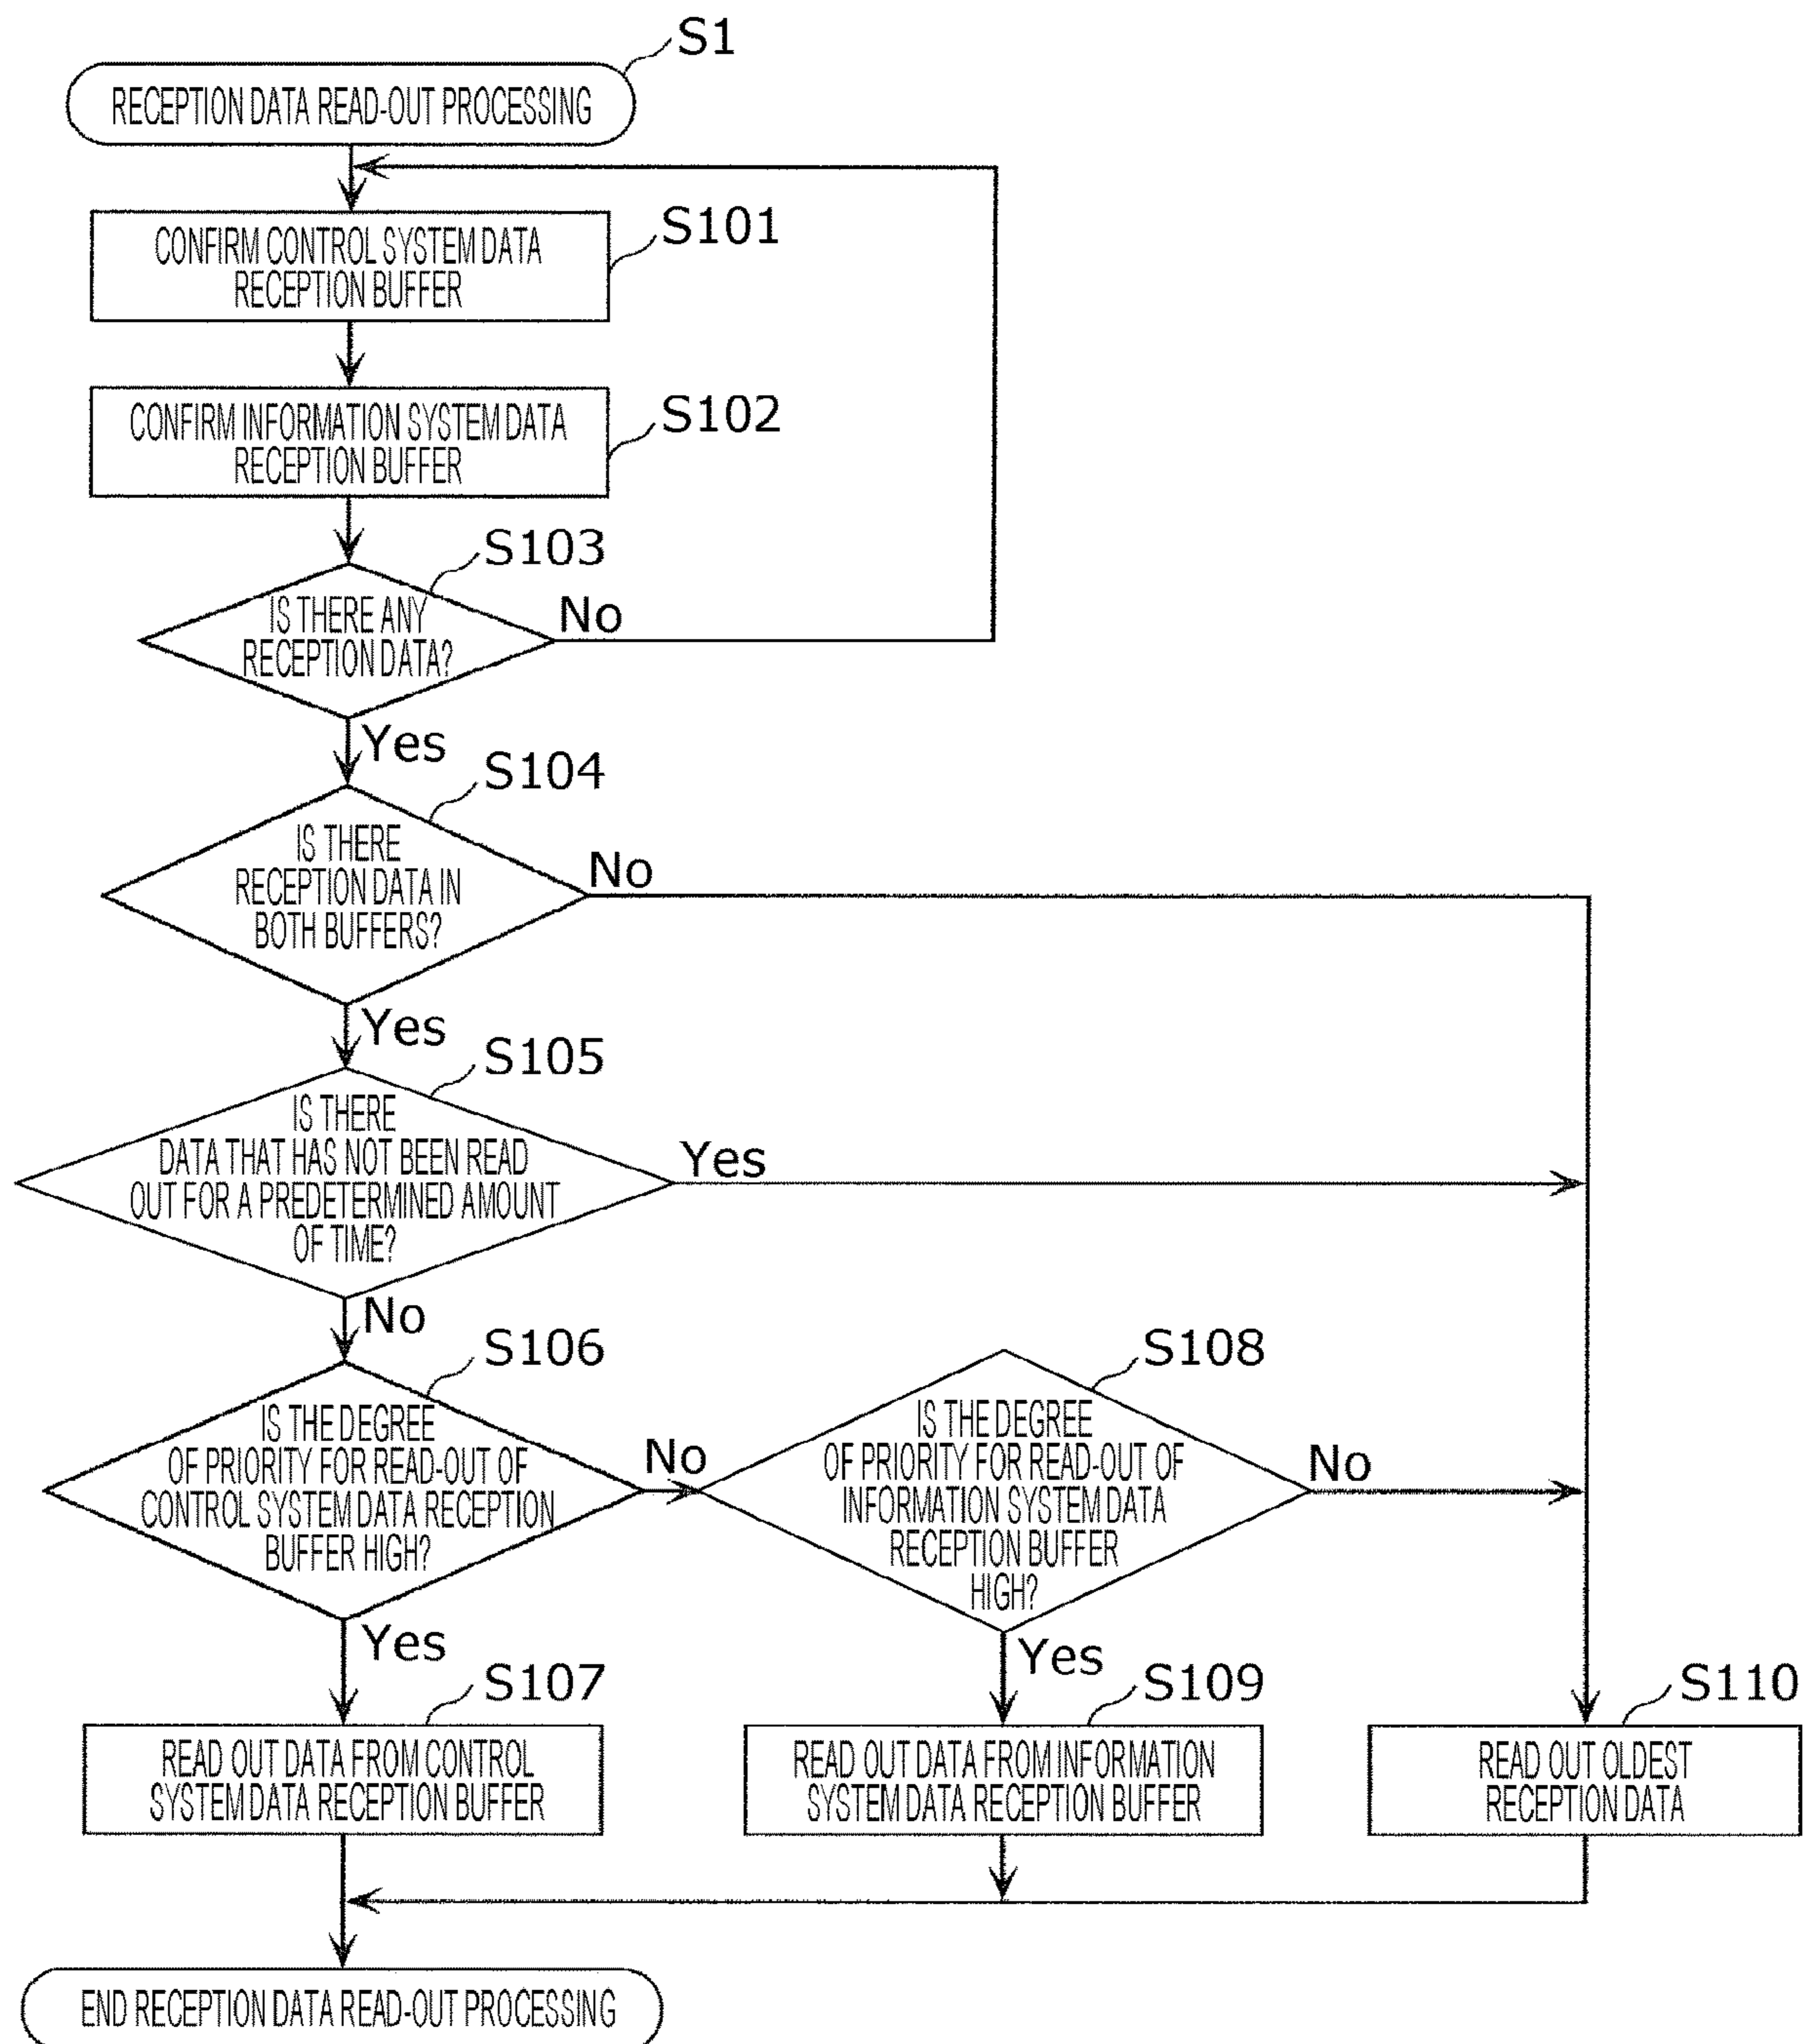 S1
RECEPTION DATA READ-OUT PROCESSING
S101
CONFIRM CONTROL SYSTEM DATA
RECEPTION BUFFER
S102
CONFIRM INFORMATION SYSTEM DATA
RECEPTION BUFFER
S103
IS THERE ANY
RECEPTION DATA?
No
Yes
S104
IS THERE
RECEPTION DATA IN
BOTH BUFFERS?
No
Yes
S105
IS THERE
DATA THAT HAS NOT BEEN READ
OUT FOR A PREDETERMINED AMOUNT
OF TIME?
Yes
No
S106
IS THE DEGREE
OF PRIORITY FOR READ-OUT OF
CONTROL SYSTEM DATA RECEPTION
BUFFER HIGH?
No
Yes
S108
IS THE DEGREE
OF PRIORITY FOR READ-OUT OF
INFORMATION SYSTEM DATA
RECEPTION BUFFER
HIGH?
No
Yes
S107
READ OUT DATA FROM CONTROL
SYSTEM DATA RECEPTION BUFFER
S109
READ OUT DATA FROM INFORMATION
SYSTEM DATA RECEPTION BUFFER
S110
READ OUT OLDEST
RECEPTION DATA
END RECEPTION DATA READ-OUT PROCESSING